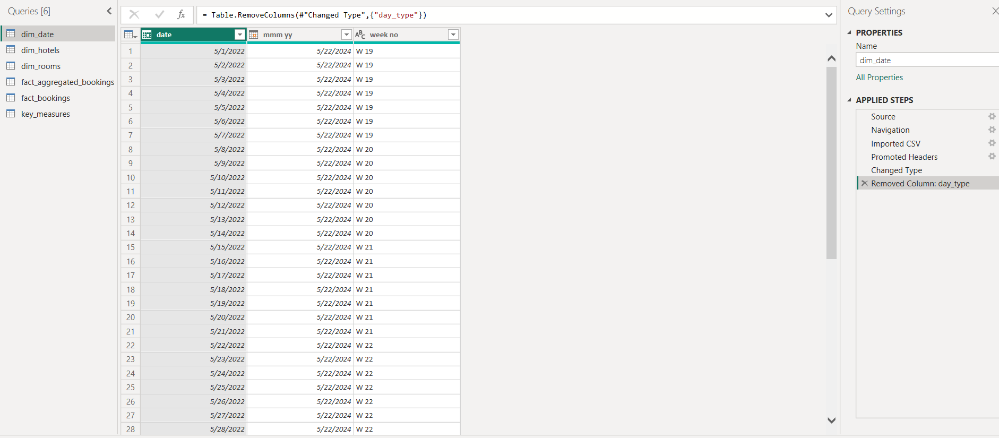 Queries [6]
dim_date
dim_hotels
dim_rooms
fact_aggregated_bookings
fact_bookings
key_measures
fx = Table.RemoveColumns(#"Changed Type",{"day_type"})
date mmm yy ABC week no
1 5/1/2022 5/22/2024 W 19
2 5/2/2022 5/22/2024 W 19
3 5/3/2022 5/22/2024 W 19
4 5/4/2022 5/22/2024 W 19
5 5/5/2022 5/22/2024 W 19
6 5/6/2022 5/22/2024 W 19
7 5/7/2022 5/22/2024 W 19
8 5/8/2022 5/22/2024 W 20
9 5/9/2022 5/22/2024 W 20
10 5/10/2022 5/22/2024 W 20
11 5/11/2022 5/22/2024 W 20
12 5/12/2022 5/22/2024 W 20
13 5/13/2022 5/22/2024 W 20
14 5/14/2022 5/22/2024 W 20
15 5/15/2022 5/22/2024 W 21
16 5/16/2022 5/22/2024 W 21
17 5/17/2022 5/22/2024 W 21
18 5/18/2022 5/22/2024 W 21
19 5/19/2022 5/22/2024 W 21
20 5/20/2022 5/22/2024 W 21
21 5/21/2022 5/22/2024 W 21
22 5/22/2022 5/22/2024 W 22
23 5/23/2022 5/22/2024 W 22
24 5/24/2022 5/22/2024 W 22
25 5/25/2022 5/22/2024 W 22
26 5/26/2022 5/22/2024 W 22
27 5/27/2022 5/22/2024 W 22
28 5/28/2022 5/22/2024 W 22
Query Settings
PROPERTIES
Name
dim_date
All Properties
APPLIED STEPS
Source
Navigation
Imported CSV
Promoted Headers
Changed Type
Removed Column: day_type